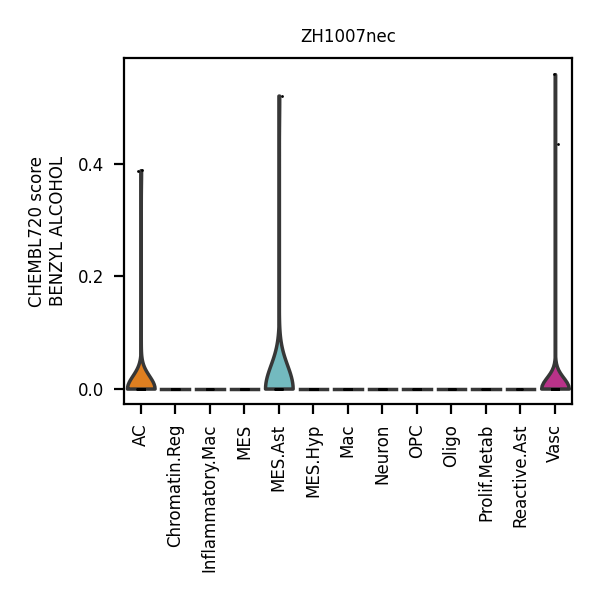 ZH1007nec
CHEMBL720 score
BENZYL ALCOHOL
0.4
0.2
0.0
AC
Chromatin.Reg
Inflammatory.Mac
MES
MES.Ast
MES.Hyp
Mac
Neuron
OPC
Oligo
Prolif.Metab
Reactive.Ast
Vasc